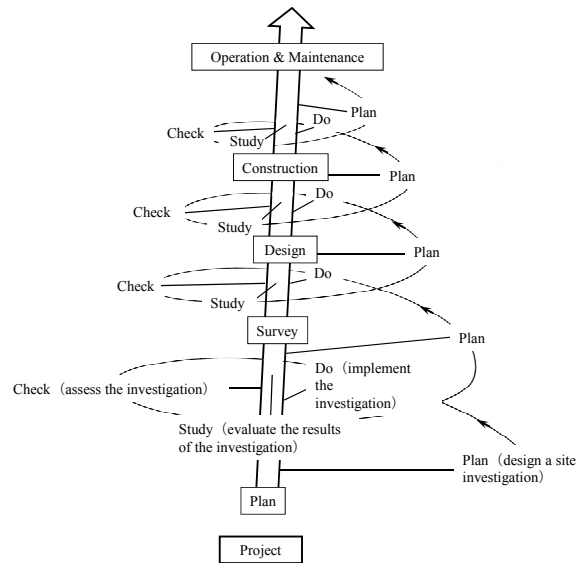 Operation & Maintenance
Plan
Do
Check
Study
Construction
Plan
Do
Check
Study
Design
Plan
Do
Check
Study
Survey
Plan
Do（implement
the
investigation）
Check（assess the investigation）
Study（evaluate the results
of the investigation）
Plan（design a site
investigation）
Plan
Project